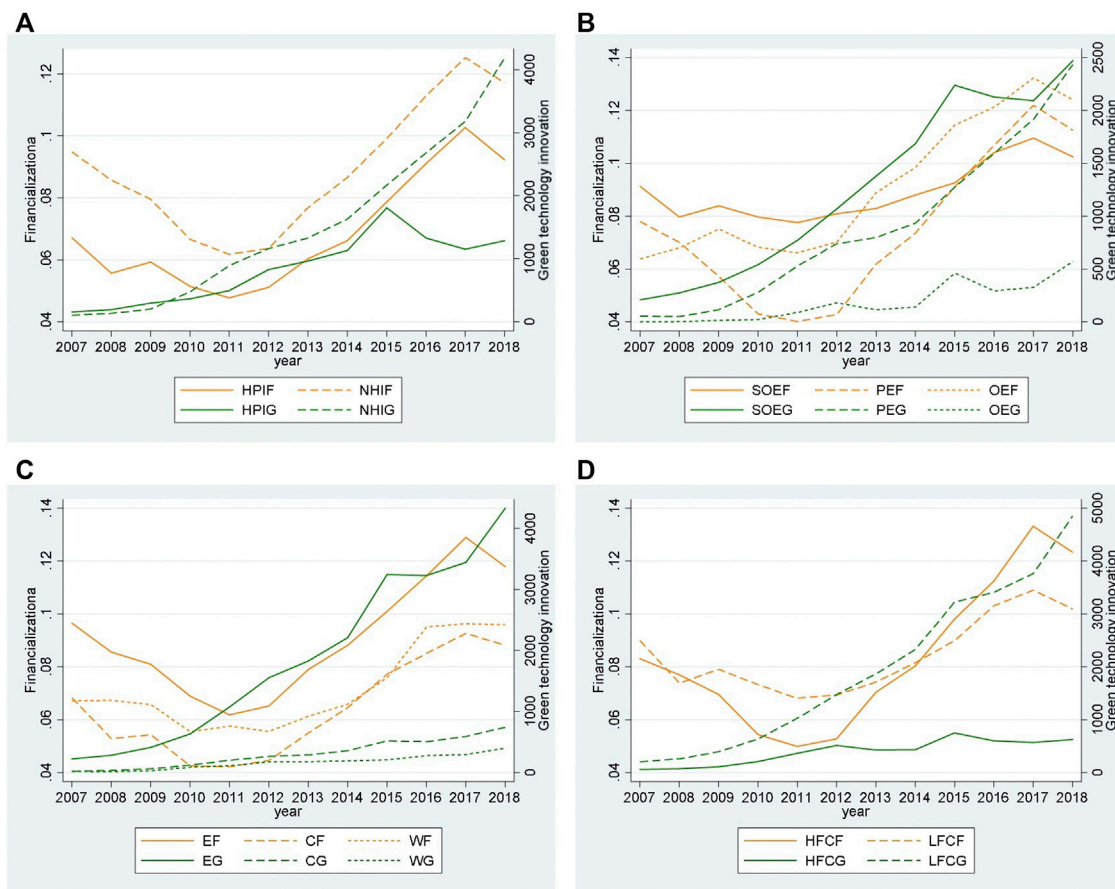 A
.04 .06 .08 .1 .12
Financializationa
0 1000 2000 3000 4000
Green technology innovation
2007 2008 2009 2010 2011 2012 2013 2014 2015 2016 2017 2018
year
HPIF NHIF
HPIG NHIG
B
.04 .06 .08 .1 .12 .14
Financializationa
0 500 1000 1500 2000 2500
Green technology innovation
2007 2008 2009 2010 2011 2012 2013 2014 2015 2016 2017 2018
year
SOEF PEF OEF
SOEG PEG OEG
C
.04 .06 .08 .1 .12 .14
Financializationa
0 1000 2000 3000 4000
Green technology innovation
2007 2008 2009 2010 2011 2012 2013 2014 2015 2016 2017 2018
year
EF CF WF
EG CG WG
D
.04 .06 .08 .1 .12 .14
Financializationa
0 1000 2000 3000 4000 5000
Green technology innovation
2007 2008 2009 2010 2011 2012 2013 2014 2015 2016 2017 2018
year
HFCF LFCF
HFCG LFCG